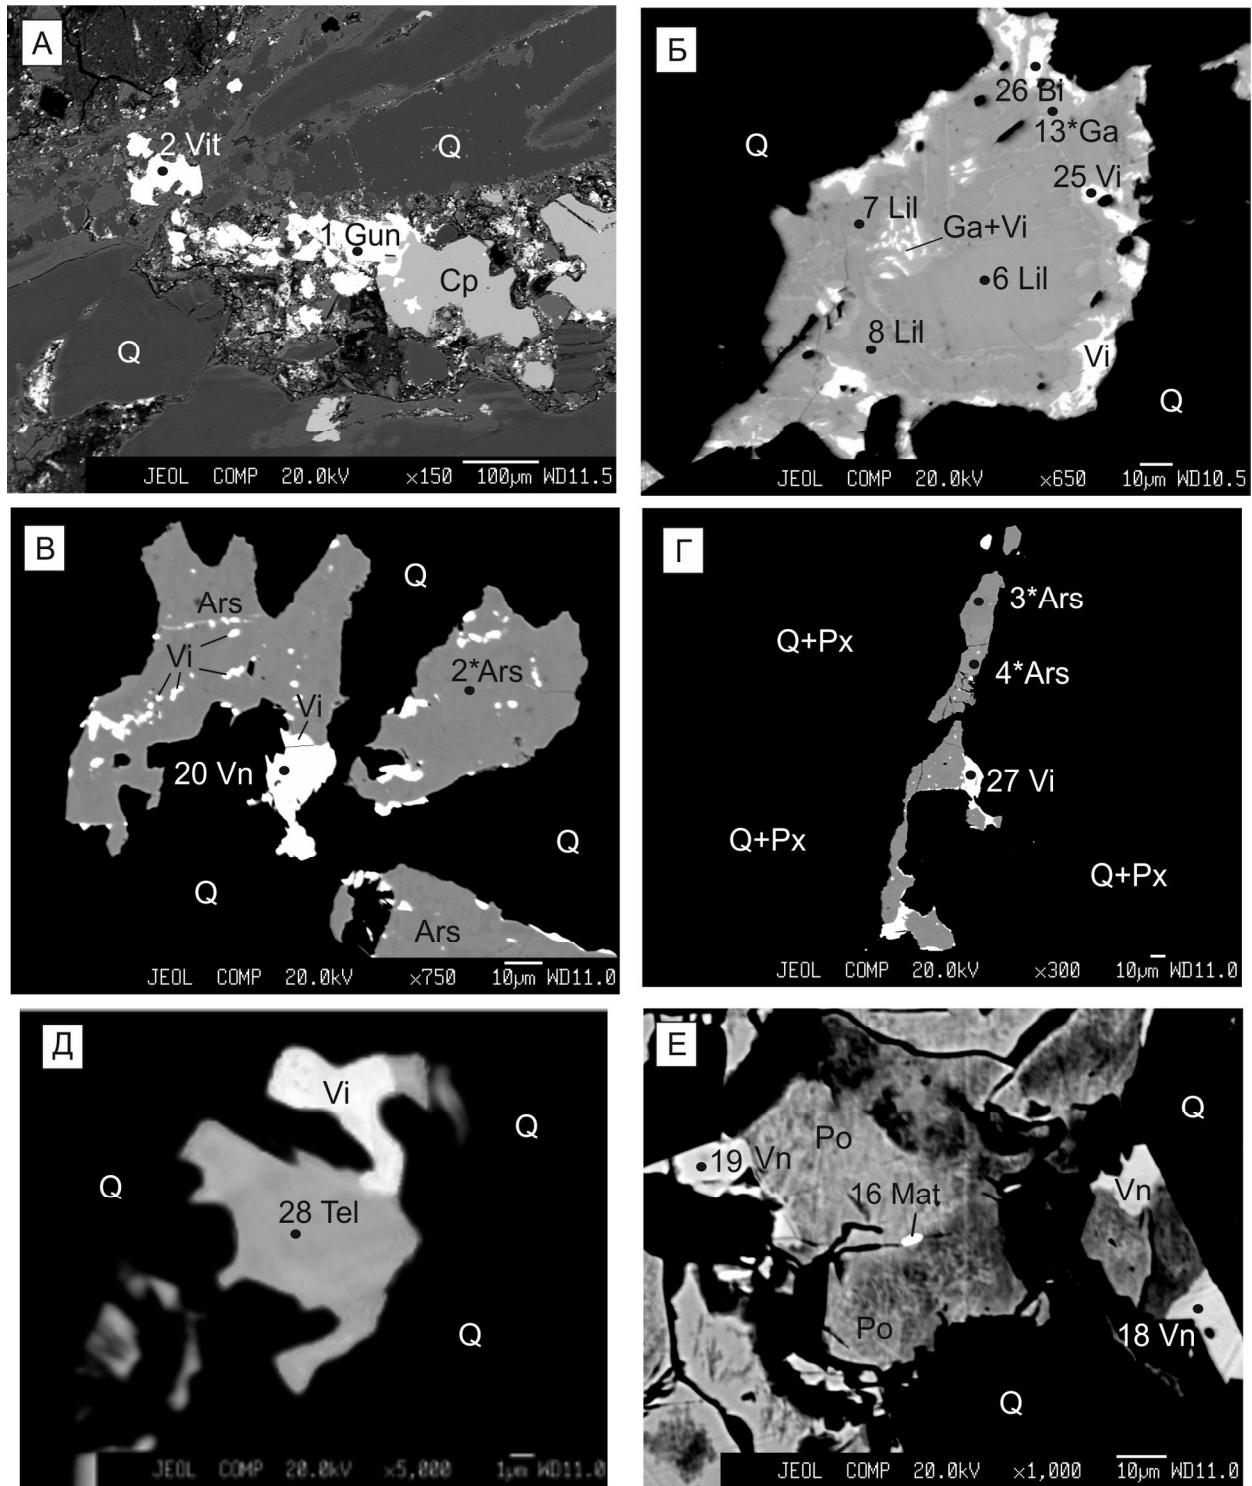 А
2 Vit
Q
1 Gun
Cp
Q
JEOL COMP 20.0kV ×150 100µm WD11.5
Б
26 Bi
13*Ga
Q
25 Vi
7 Lil
Ga+Vi
6 Lil
8 Lil
Vi
Q
JEOL COMP 20.0kV ×650 10µm WD10.5
В
Q
Ars
Vi
2*Ars
Vi
20 Vn
Q
Q
Ars
JEOL COMP 20.0kV ×750 10µm WD11.0
Г
3*Ars
Q+Px
4*Ars
27 Vi
Q+Px
Q+Px
JEOL COMP 20.0kV ×300 10µm WD11.0
Д
Vi
Q
Q
28 Tel
Q
JEOL COMP 20.0kV ×5,000 1µm WD11.0
Е
Q
Po
19 Vn
16 Mat
Vn
Po
18 Vn
Q
JEOL COMP 20.0kV ×1,000 10µm WD11.0